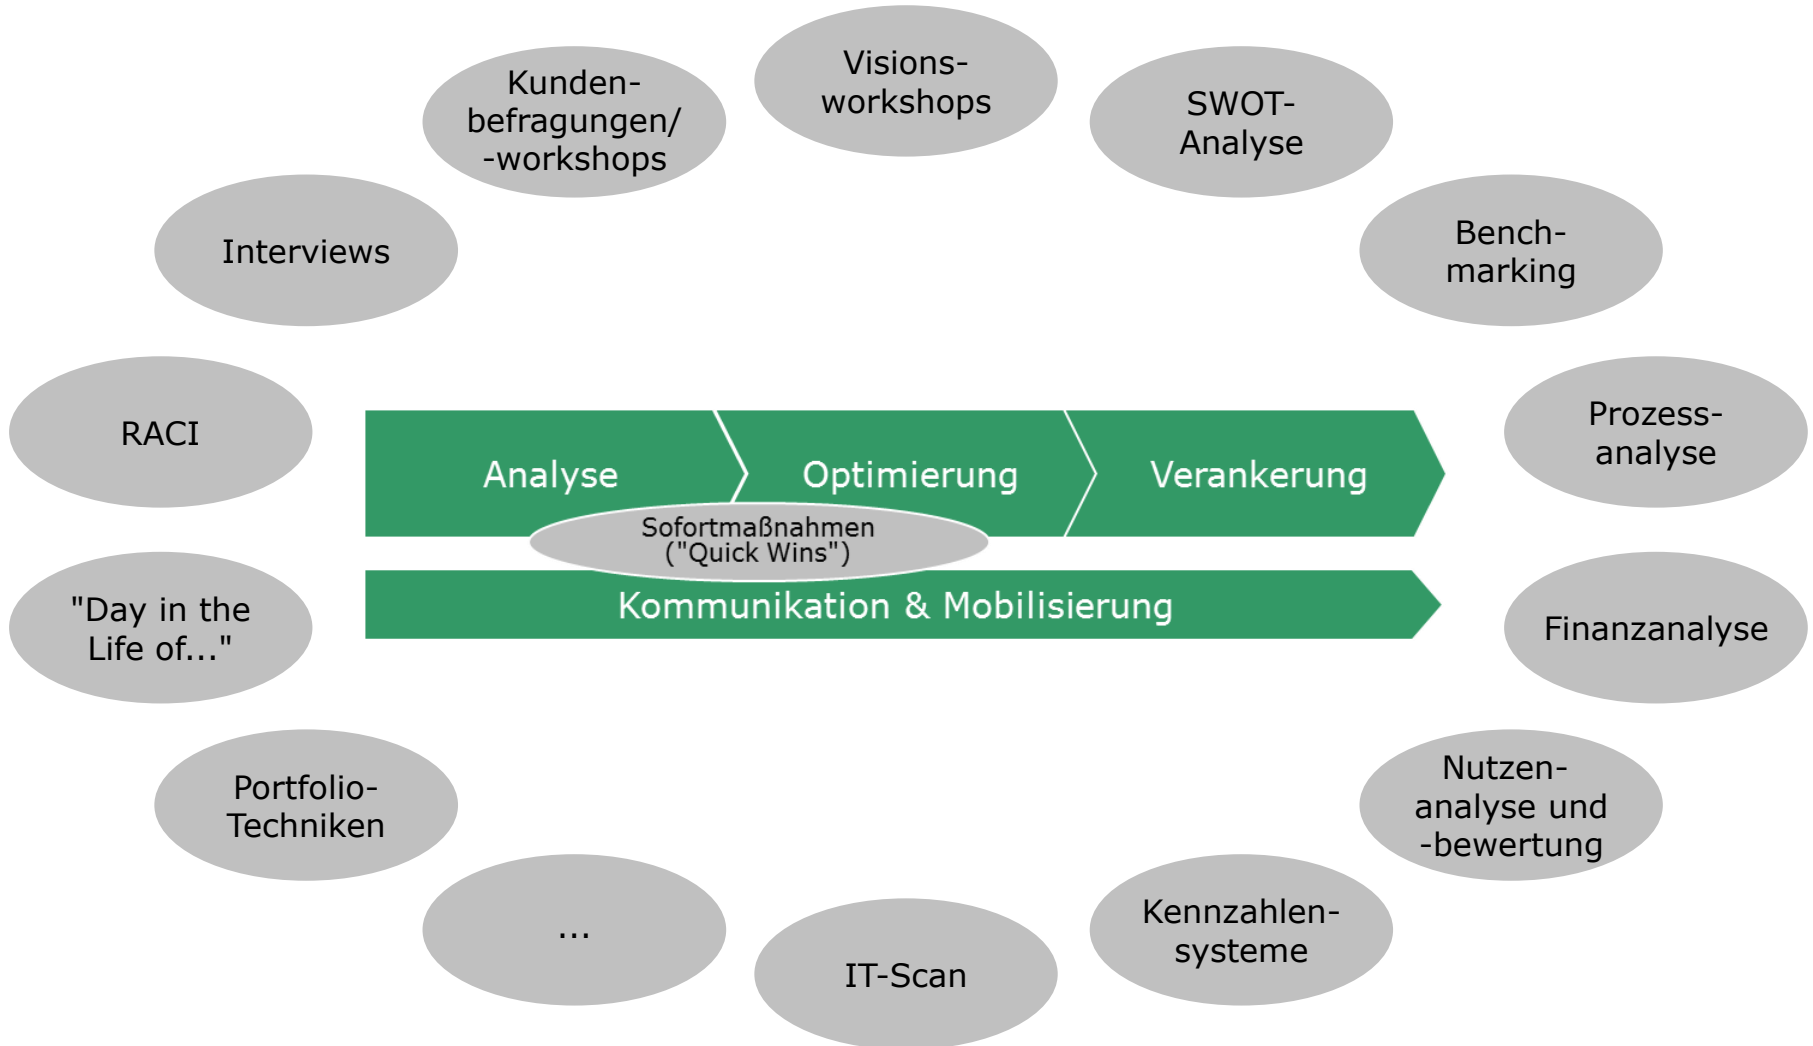 Visions-
workshops
Kunden-
befragungen/
-workshops
SWOT-
Analyse
Interviews
Bench-
marking
RACI
Prozess-
analyse
Analyse
Optimierung
Verankerung
Sofortmaßnahmen
("Quick Wins")
Kommunikation & Mobilisierung
"Day in the
Life of..."
Finanzanalyse
Portfolio-
Techniken
Nutzen-
analyse und
-bewertung
...
Kennzahlen-
systeme
IT-Scan